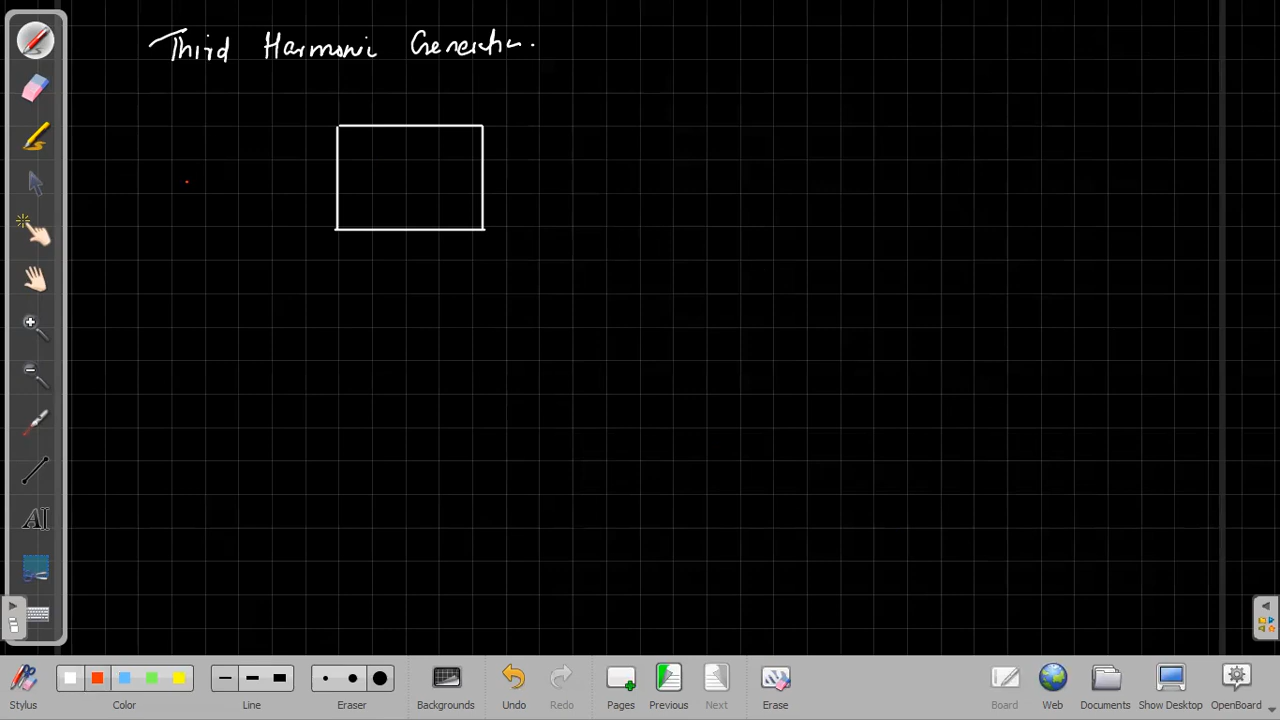 Third Harmonic Generation.
AI
Stylus
Color
Line
Eraser
Backgrounds
Undo
Redo
Pages
Previous
Next
Erase
Board
Web
Documents
Show Desktop
OpenBoard